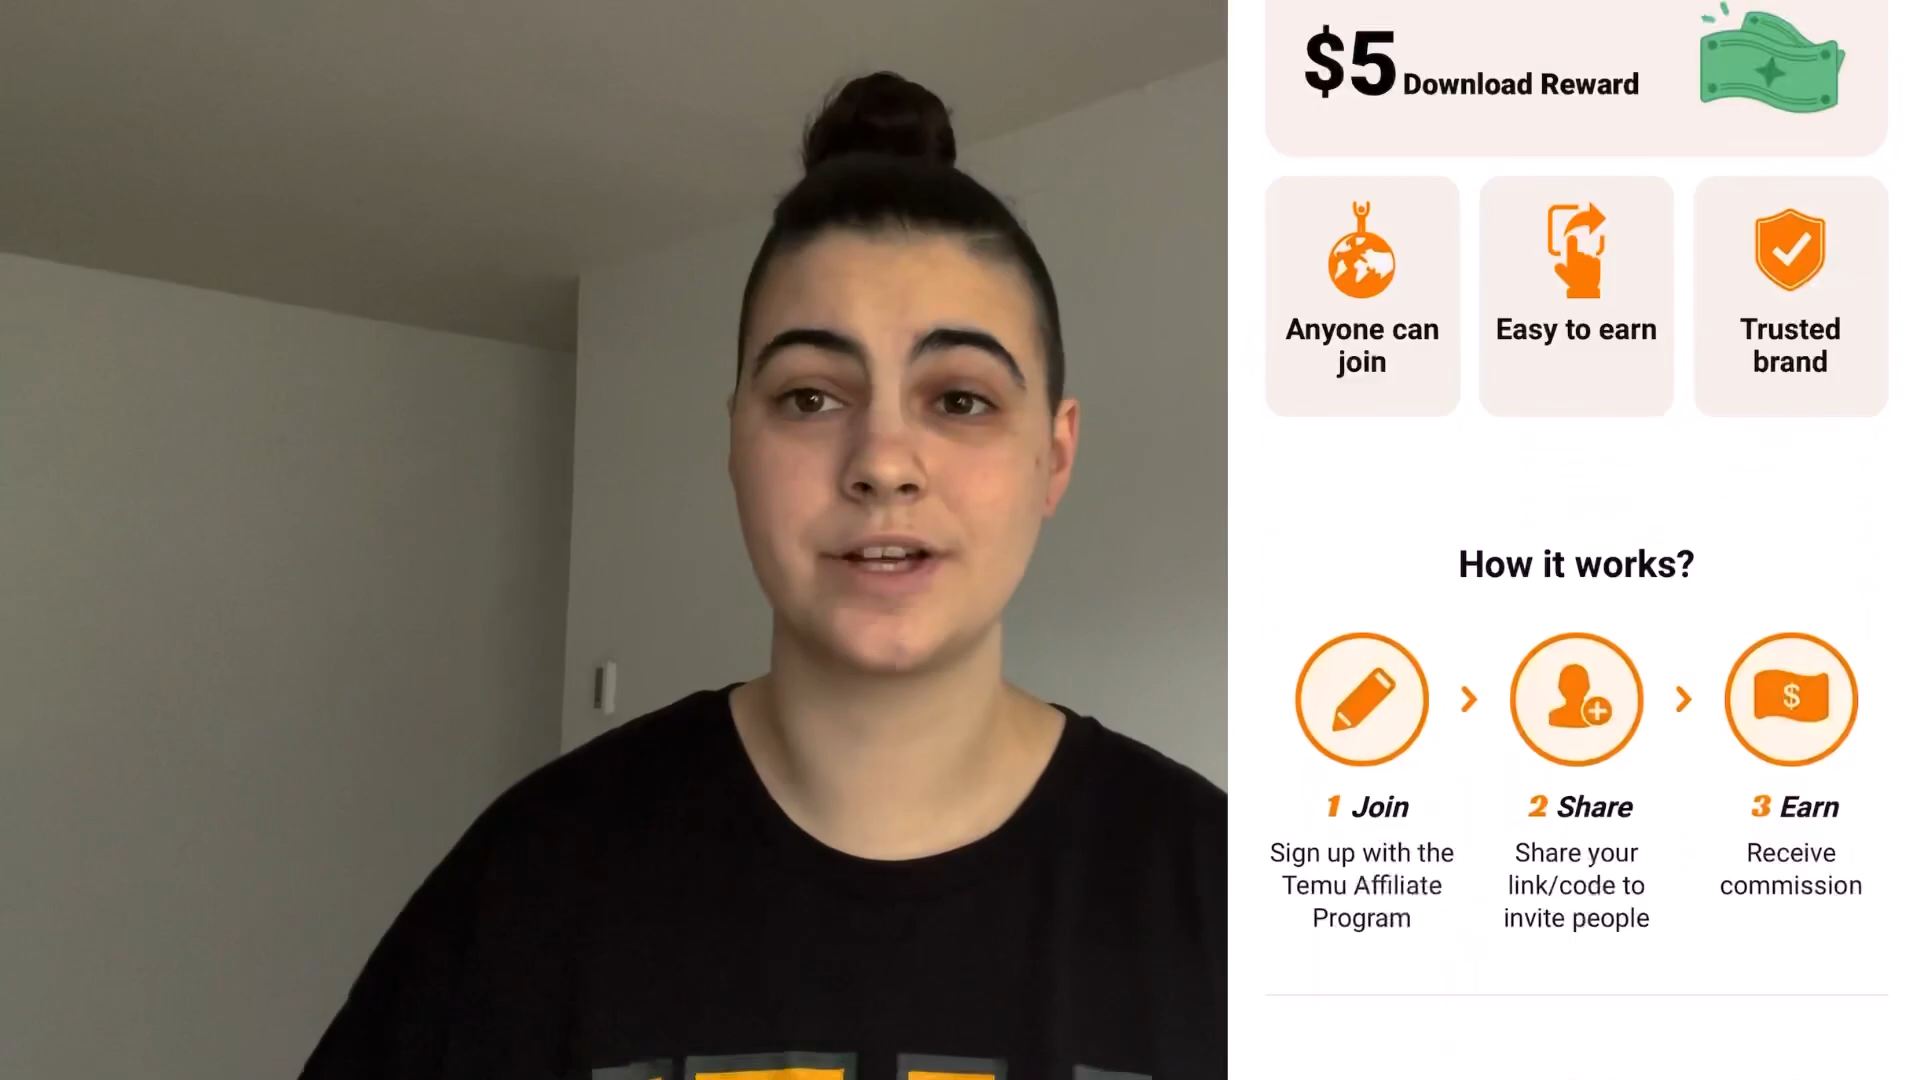 $5 Download Reward
Anyone can
join
Easy to earn
Trusted
brand
How it works?
1 Join
Sign up with the
Temu Affiliate
Program
2 Share
Share your
link/code to
invite people
3 Earn
Receive
commission
$